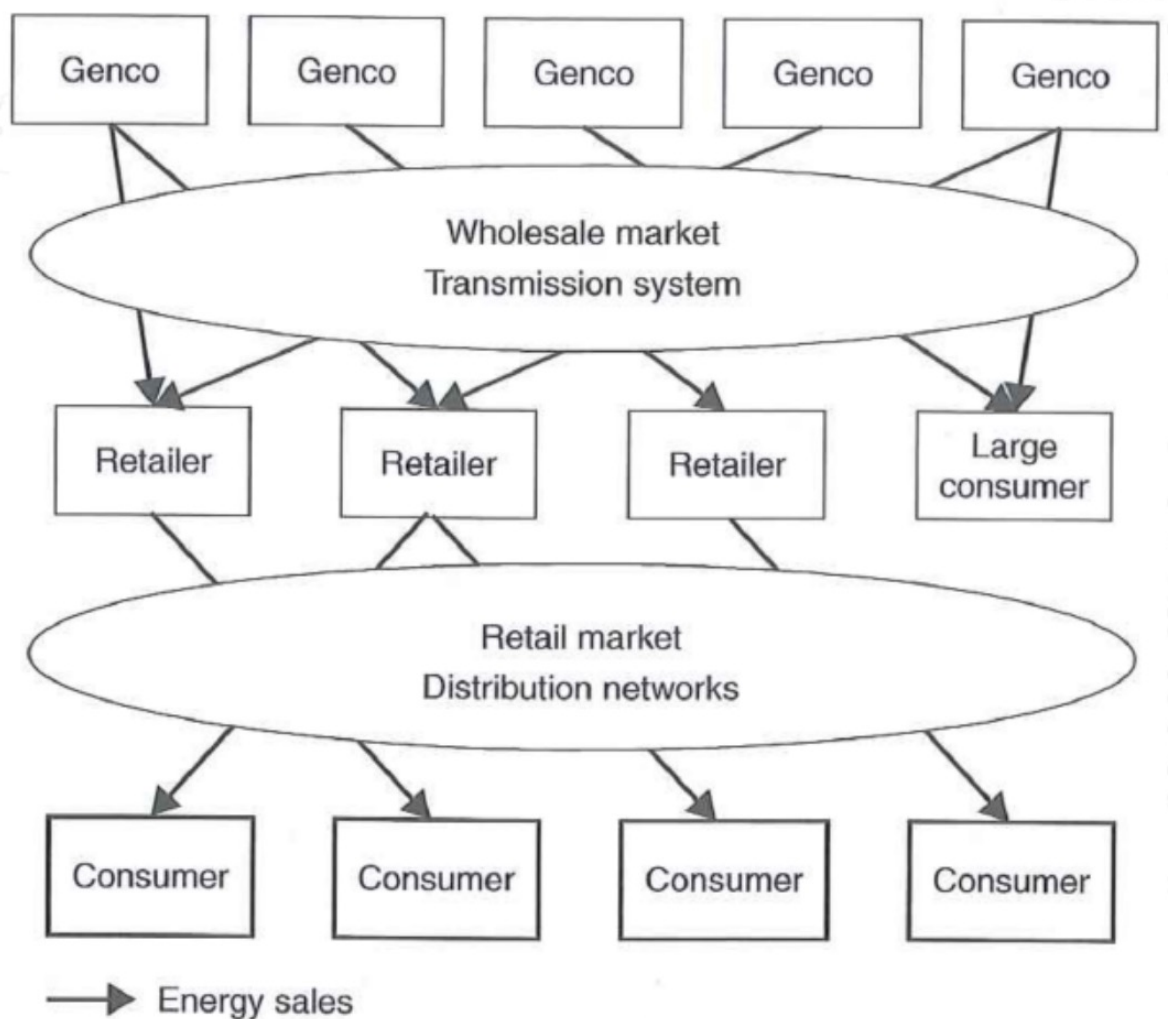 Genco
Genco
Genco
Genco
Genco
Wholesale market
Transmission system
Retailer
Retailer
Retailer
Large
consumer
Retail market
Distribution networks
Consumer
Consumer
Consumer
Consumer
Energy sales